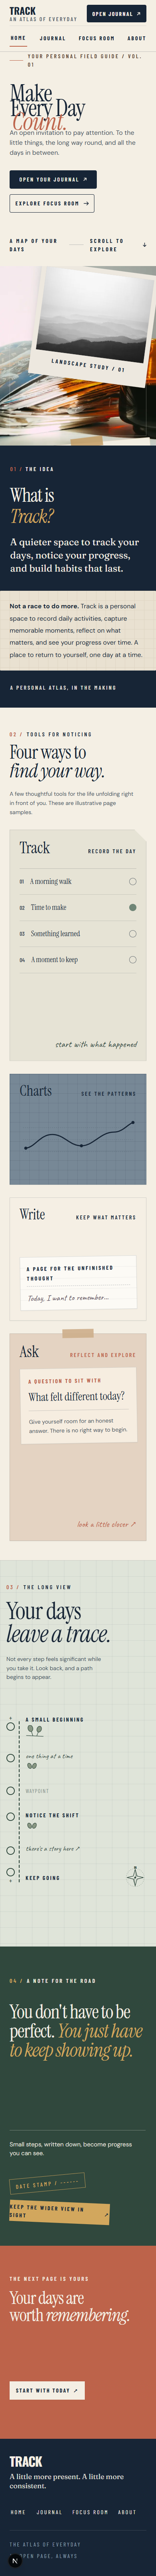 TRACK
AN ATLAS OF EVERYDAY
OPEN JOURNAL ↗
HOME JOURNAL FOCUS ROOM ABOUT
YOUR PERSONAL FIELD GUIDE / VOL.
01
Make
Every Day
Count.
An open invitation to pay attention. To the
little things, the long way round, and all the
days in between.
OPEN YOUR JOURNAL ↗
EXPLORE FOCUS ROOM →
A MAP OF YOUR
DAYS
SCROLL TO
EXPLORE ↓
LANDSCAPE STUDY / 01
01 / THE IDEA
What is
Track?
A quieter space to track your
days, notice your progress,
and build habits that last.
Not a race to do more. Track is a personal
space to record daily activities, capture
memorable moments, reflect on what
matters, and see your progress over time. A
place to return to yourself, one day at a time.
A PERSONAL ATLAS, IN THE MAKING
02 / TOOLS FOR NOTICING
Four ways to
find your way.
A few thoughtful tools for the life unfolding right
in front of you. These are illustrative page
samples.
Track
RECORD THE DAY
01 A morning walk
02 Time to make
03 Something learned
04 A moment to keep
start with what happened
Charts
SEE THE PATTERNS
Write
KEEP WHAT MATTERS
A PAGE FOR THE UNFINISHED
THOUGHT
Today, I want to remember...
Ask
REFLECT AND EXPLORE
A QUESTION TO SIT WITH
What felt different today?
Give yourself room for an honest
answer. There is no right way to begin.
look a little closer ↗
03 / THE LONG VIEW
Your days
leave a trace.
Not every step feels significant while
you take it. Look back, and a path
begins to appear.
A SMALL BEGINNING
one thing at a time
WAYPOINT
NOTICE THE SHIFT
there's a story here ↗
KEEP GOING
04 / A NOTE FOR THE ROAD
You don't have to be
perfect. You just have
to keep showing up.
Small steps, written down, become progress
you can see.
DATE STAMP / ------
KEEP THE WIDER VIEW IN
SIGHT ↗
THE NEXT PAGE IS YOURS
Your days are
worth remembering.
START WITH TODAY ↗
TRACK
A little more present. A little more
consistent.
HOME JOURNAL FOCUS ROOM ABOUT
THE ATLAS OF EVERYDAY
N
OPEN PAGE, ALWAYS